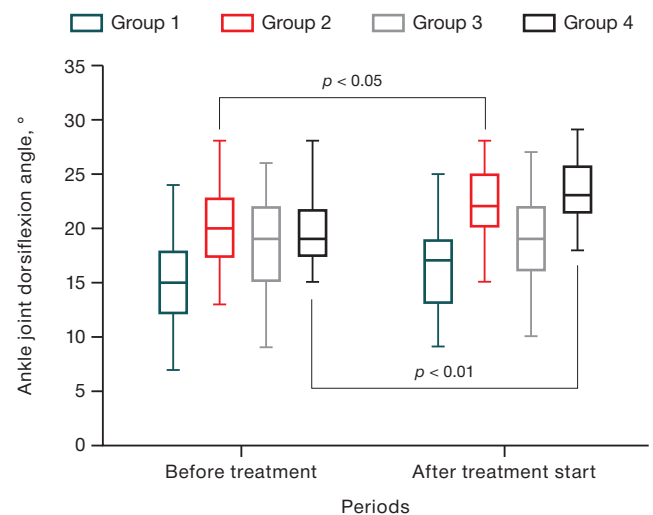 Group 1 Group 2 Group 3 Group 4
Ankle joint dorsiflexion angle, °
35
30
25
20
15
10
5
0
p < 0.05
p < 0.01
Before treatment After treatment start
Periods